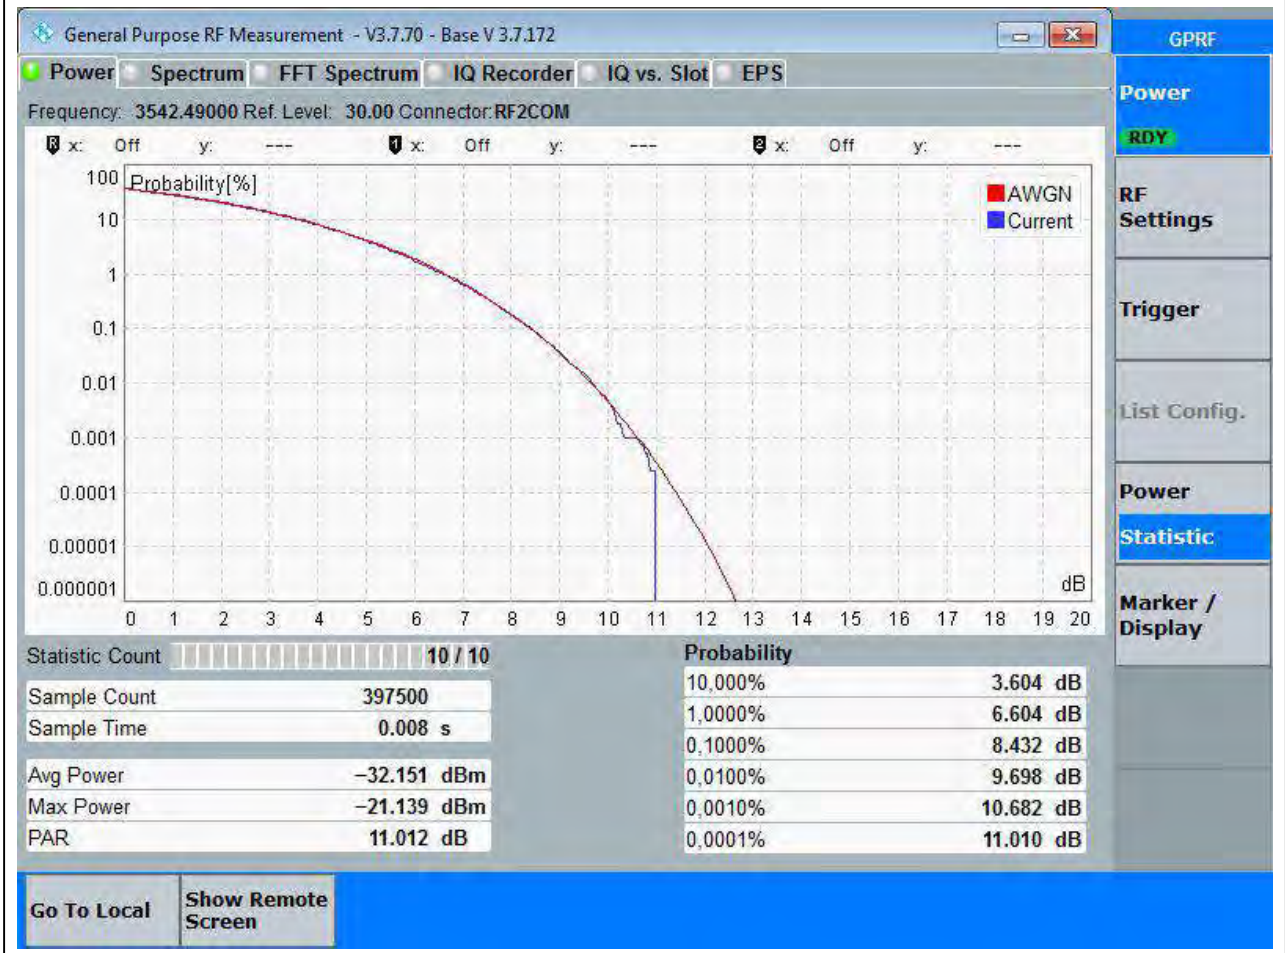 General Purpose RF Measurement - V3.7.70 - Base V 3.7.172
GPRF
Power Spectrum FFT Spectrum IQ Recorder IQ vs. Slot EPS
Frequency: 3542.49000 Ref. Level: 30.00 Connector:RF2COM
R x: Off y: --- 1 x: Off y: --- 2 x: Off y: ---
Probability[%]
AWGN
Current
100
10
1
0.1
0.01
0.001
0.0001
0.00001
0.000001
dB
0 1 2 3 4 5 6 7 8 9 10 11 12 13 14 15 16 17 18 19 20
Statistic Count 10 / 10
Sample Count 397500
Sample Time 0.008 s
Avg Power −32.151 dBm
Max Power −21.139 dBm
PAR 11.012 dB
Probability
10,000% 3.604 dB
1,0000% 6.604 dB
0,1000% 8.432 dB
0,0100% 9.698 dB
0,0010% 10.682 dB
0,0001% 11.010 dB
Power
RDY
RF
Settings
Trigger
List Config.
Power
Statistic
Marker /
Display
Go To Local
Show Remote
Screen